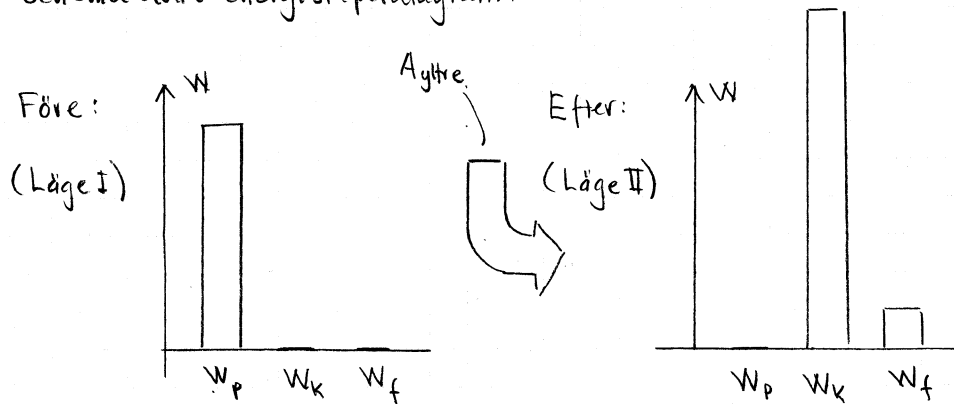 Ayttre
Före:
W
Efter:
W
(Läge I)
(Läge II)
Wp Wk Wf
Wp Wk Wf